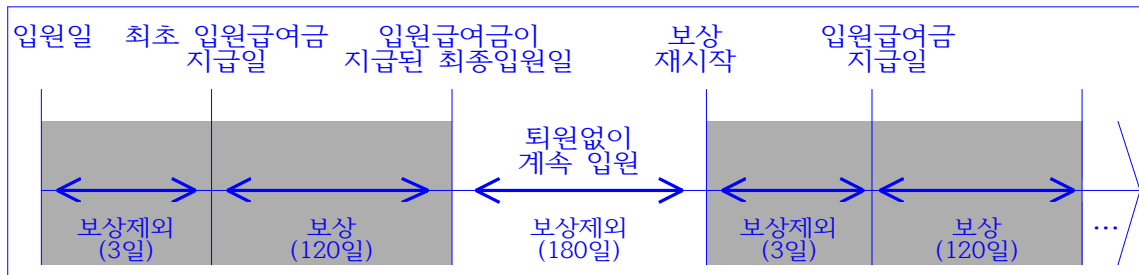 입원일
최초 입원급여금
지급일
입원급여금이
지급된 최종입원일
보상
재시작
입원급여금
지급일
퇴원없이
계속 입원
보상제외
(3일)
보상
(120일)
보상제외
(180일)
보상제외
(3일)
보상
(120일)
…